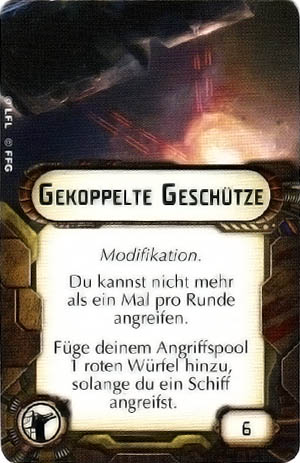 © LFL © FFG
GEKOPPELTE GESCHÜTZE
Modifikation.
Du kannst nicht mehr
als ein Mal pro Runde
angreifen.
Füge deinem Angriffspool
1 roten Würfel hinzu,
solange du ein Schiff
angreifst.
6